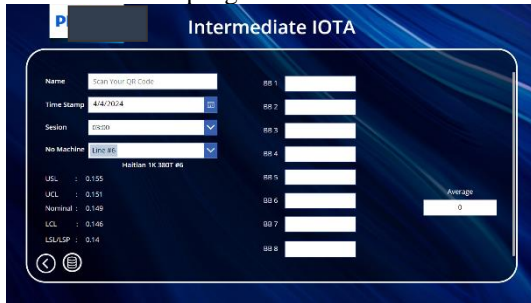 P
Intermediate IOTA
Name Scan Your QR Code
Time Stamp 4/4/2024
Sesion 03:00
No Machine Line #6
Haitian 1K 380T #6
USL : 0.155
UCL : 0.151
Nominal : 0.149
LCL : 0.146
LSL/LSP : 0.14
BB 1
BB 2
BB 3
BB 4
BB 5
BB 6
BB 7
BB 8
Average
0